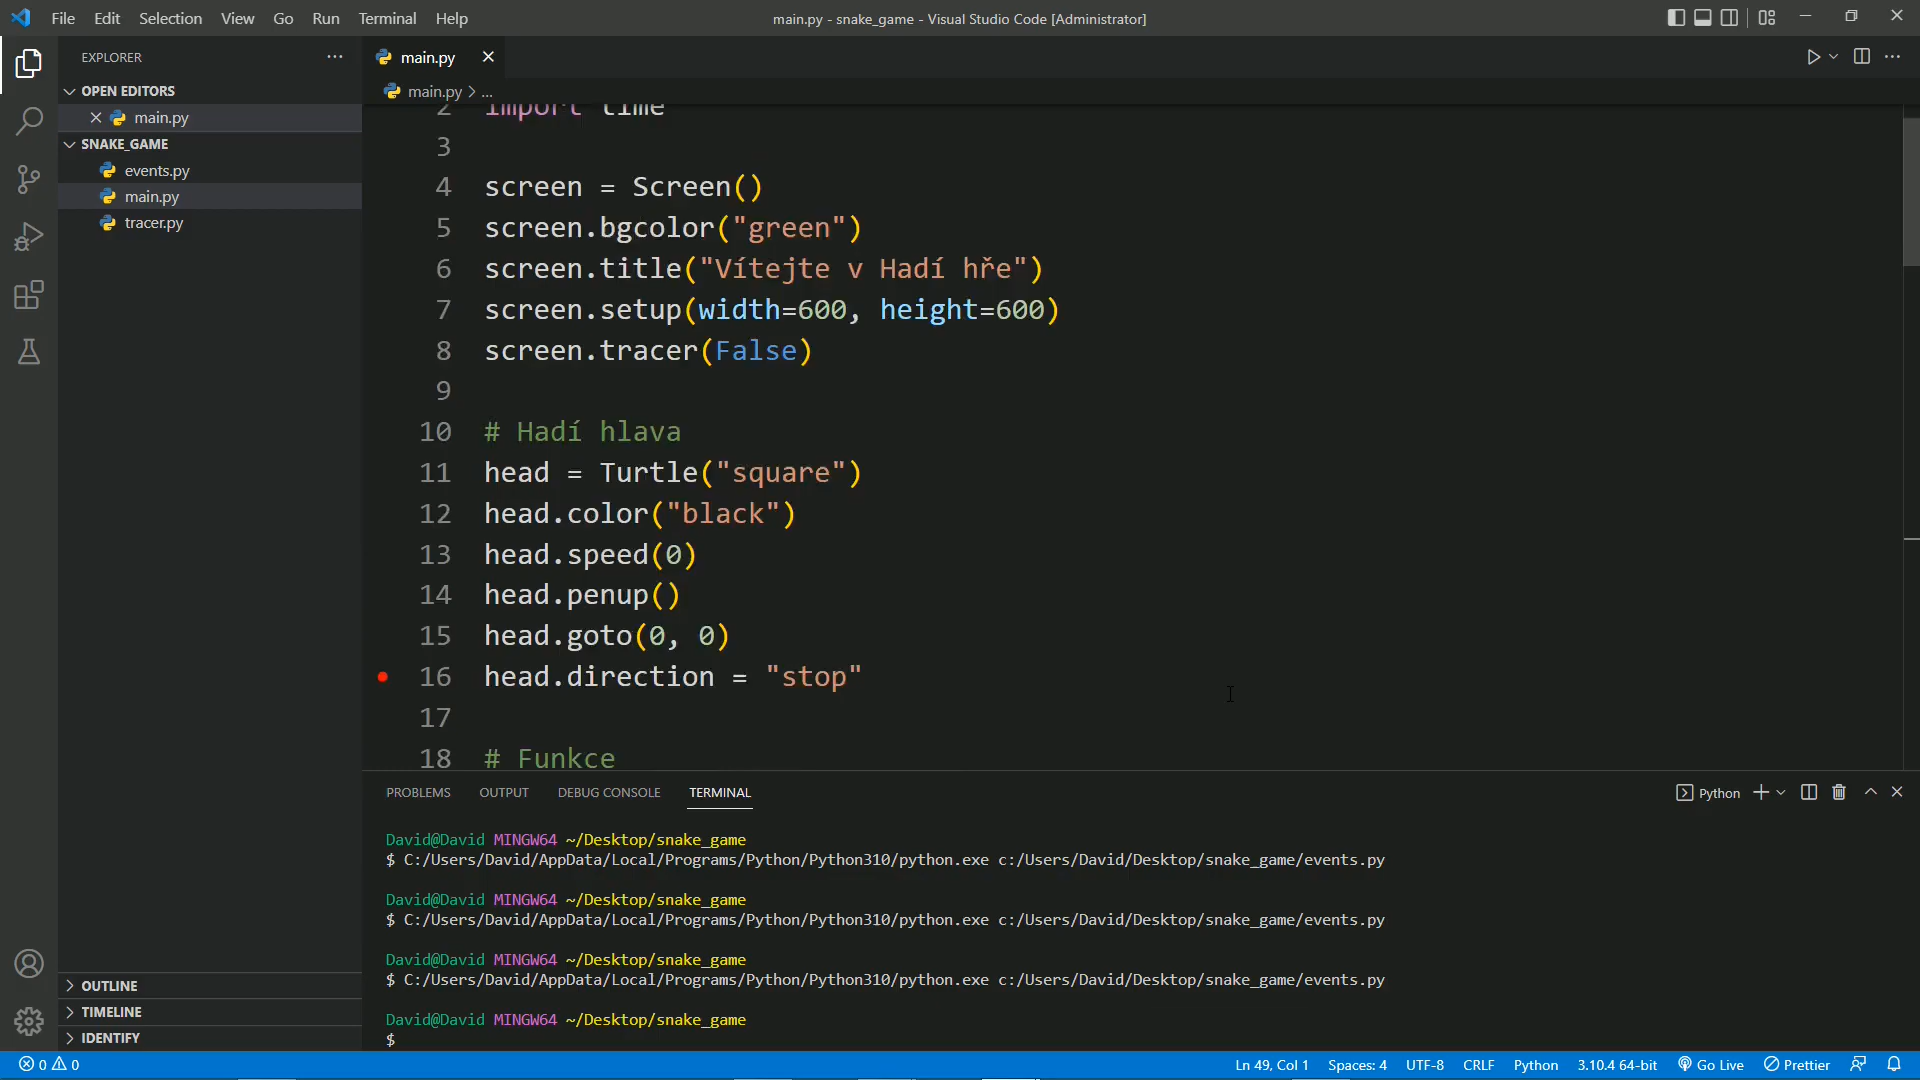 File Edit Selection View Go Run Terminal Help
main.py - snake_game - Visual Studio Code [Administrator]
EXPLORER
OPEN EDITORS
main.py
SNAKE_GAME
events.py
main.py
tracer.py
OUTLINE
TIMELINE
IDENTIFY
main.py
main.py > ...
2 import time
3
4 screen = Screen()
5 screen.bgcolor("green")
6 screen.title("Vítejte v Hadí hře")
7 screen.setup(width=600, height=600)
8 screen.tracer(False)
9
10 # Hadí hlava
11 head = Turtle("square")
12 head.color("black")
13 head.speed(0)
14 head.penup()
15 head.goto(0, 0)
16 head.direction = "stop"
17
18 # Funkce
PROBLEMS OUTPUT DEBUG CONSOLE TERMINAL
Python
David@David MINGW64 ~/Desktop/snake_game
$ C:/Users/David/AppData/Local/Programs/Python/Python310/python.exe c:/Users/David/Desktop/snake_game/events.py
David@David MINGW64 ~/Desktop/snake_game
$ C:/Users/David/AppData/Local/Programs/Python/Python310/python.exe c:/Users/David/Desktop/snake_game/events.py
David@David MINGW64 ~/Desktop/snake_game
$ C:/Users/David/AppData/Local/Programs/Python/Python310/python.exe c:/Users/David/Desktop/snake_game/events.py
David@David MINGW64 ~/Desktop/snake_game
$
0 0
Ln 49, Col 1 Spaces: 4 UTF-8 CRLF Python 3.10.4 64-bit Go Live Prettier